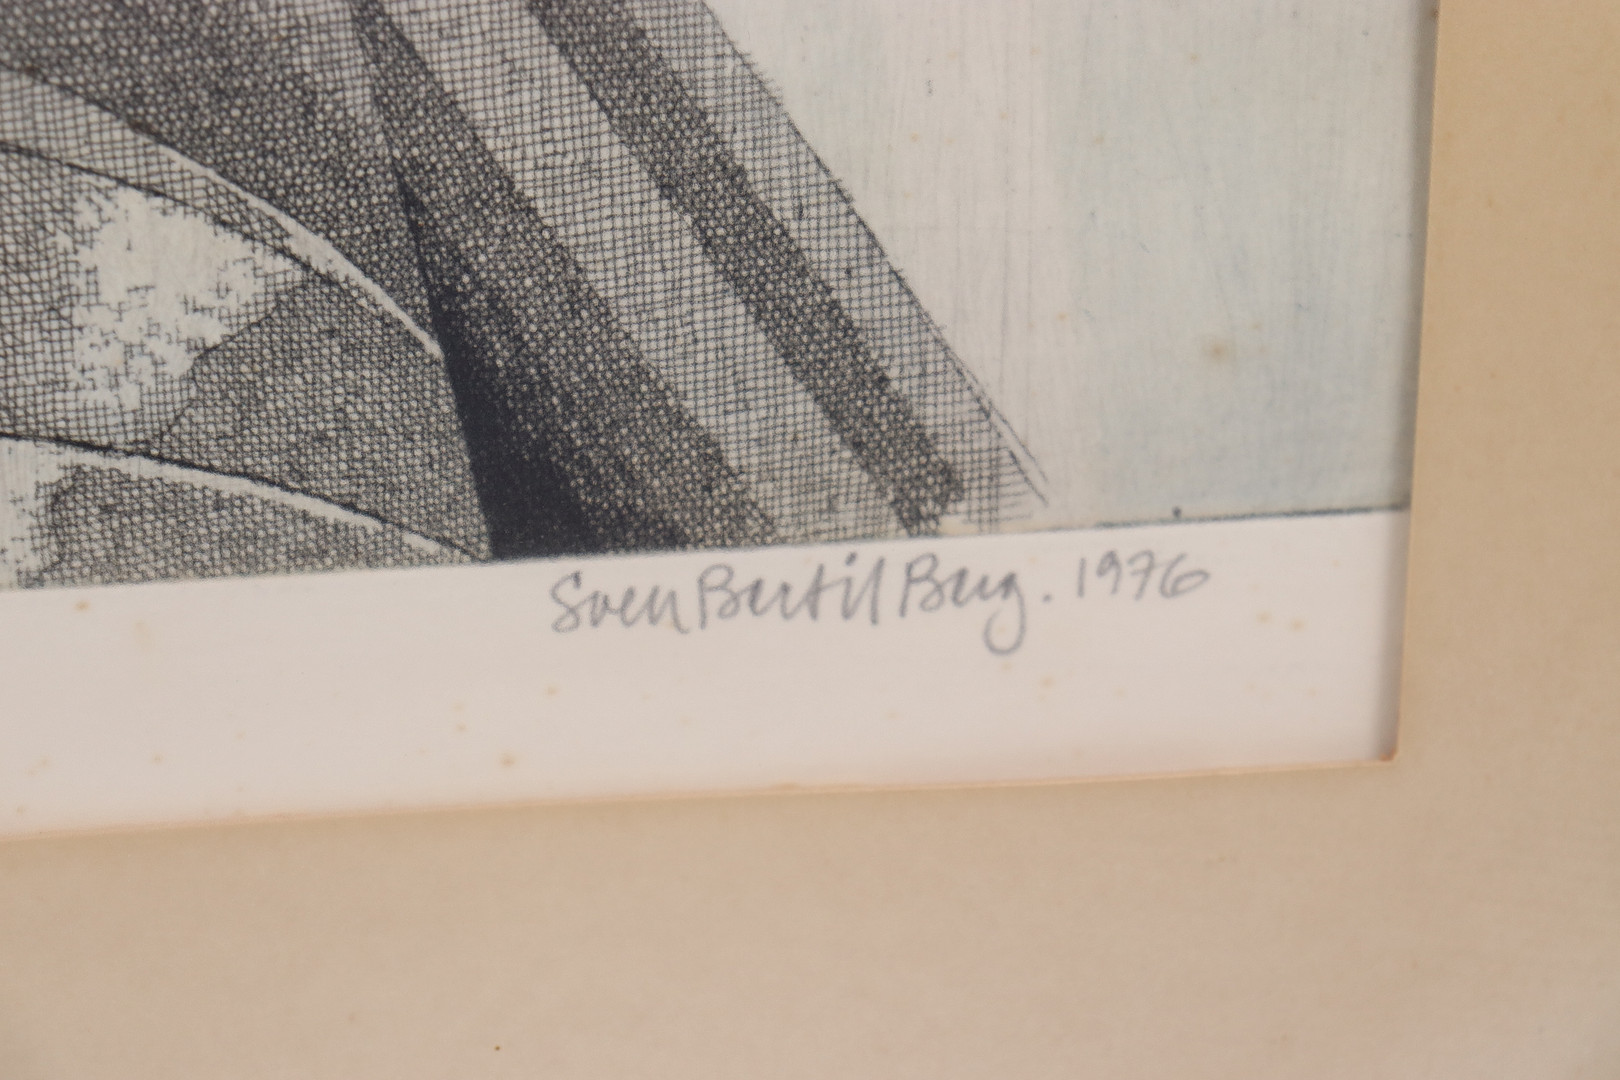 Sven Bertil Berg. 1976